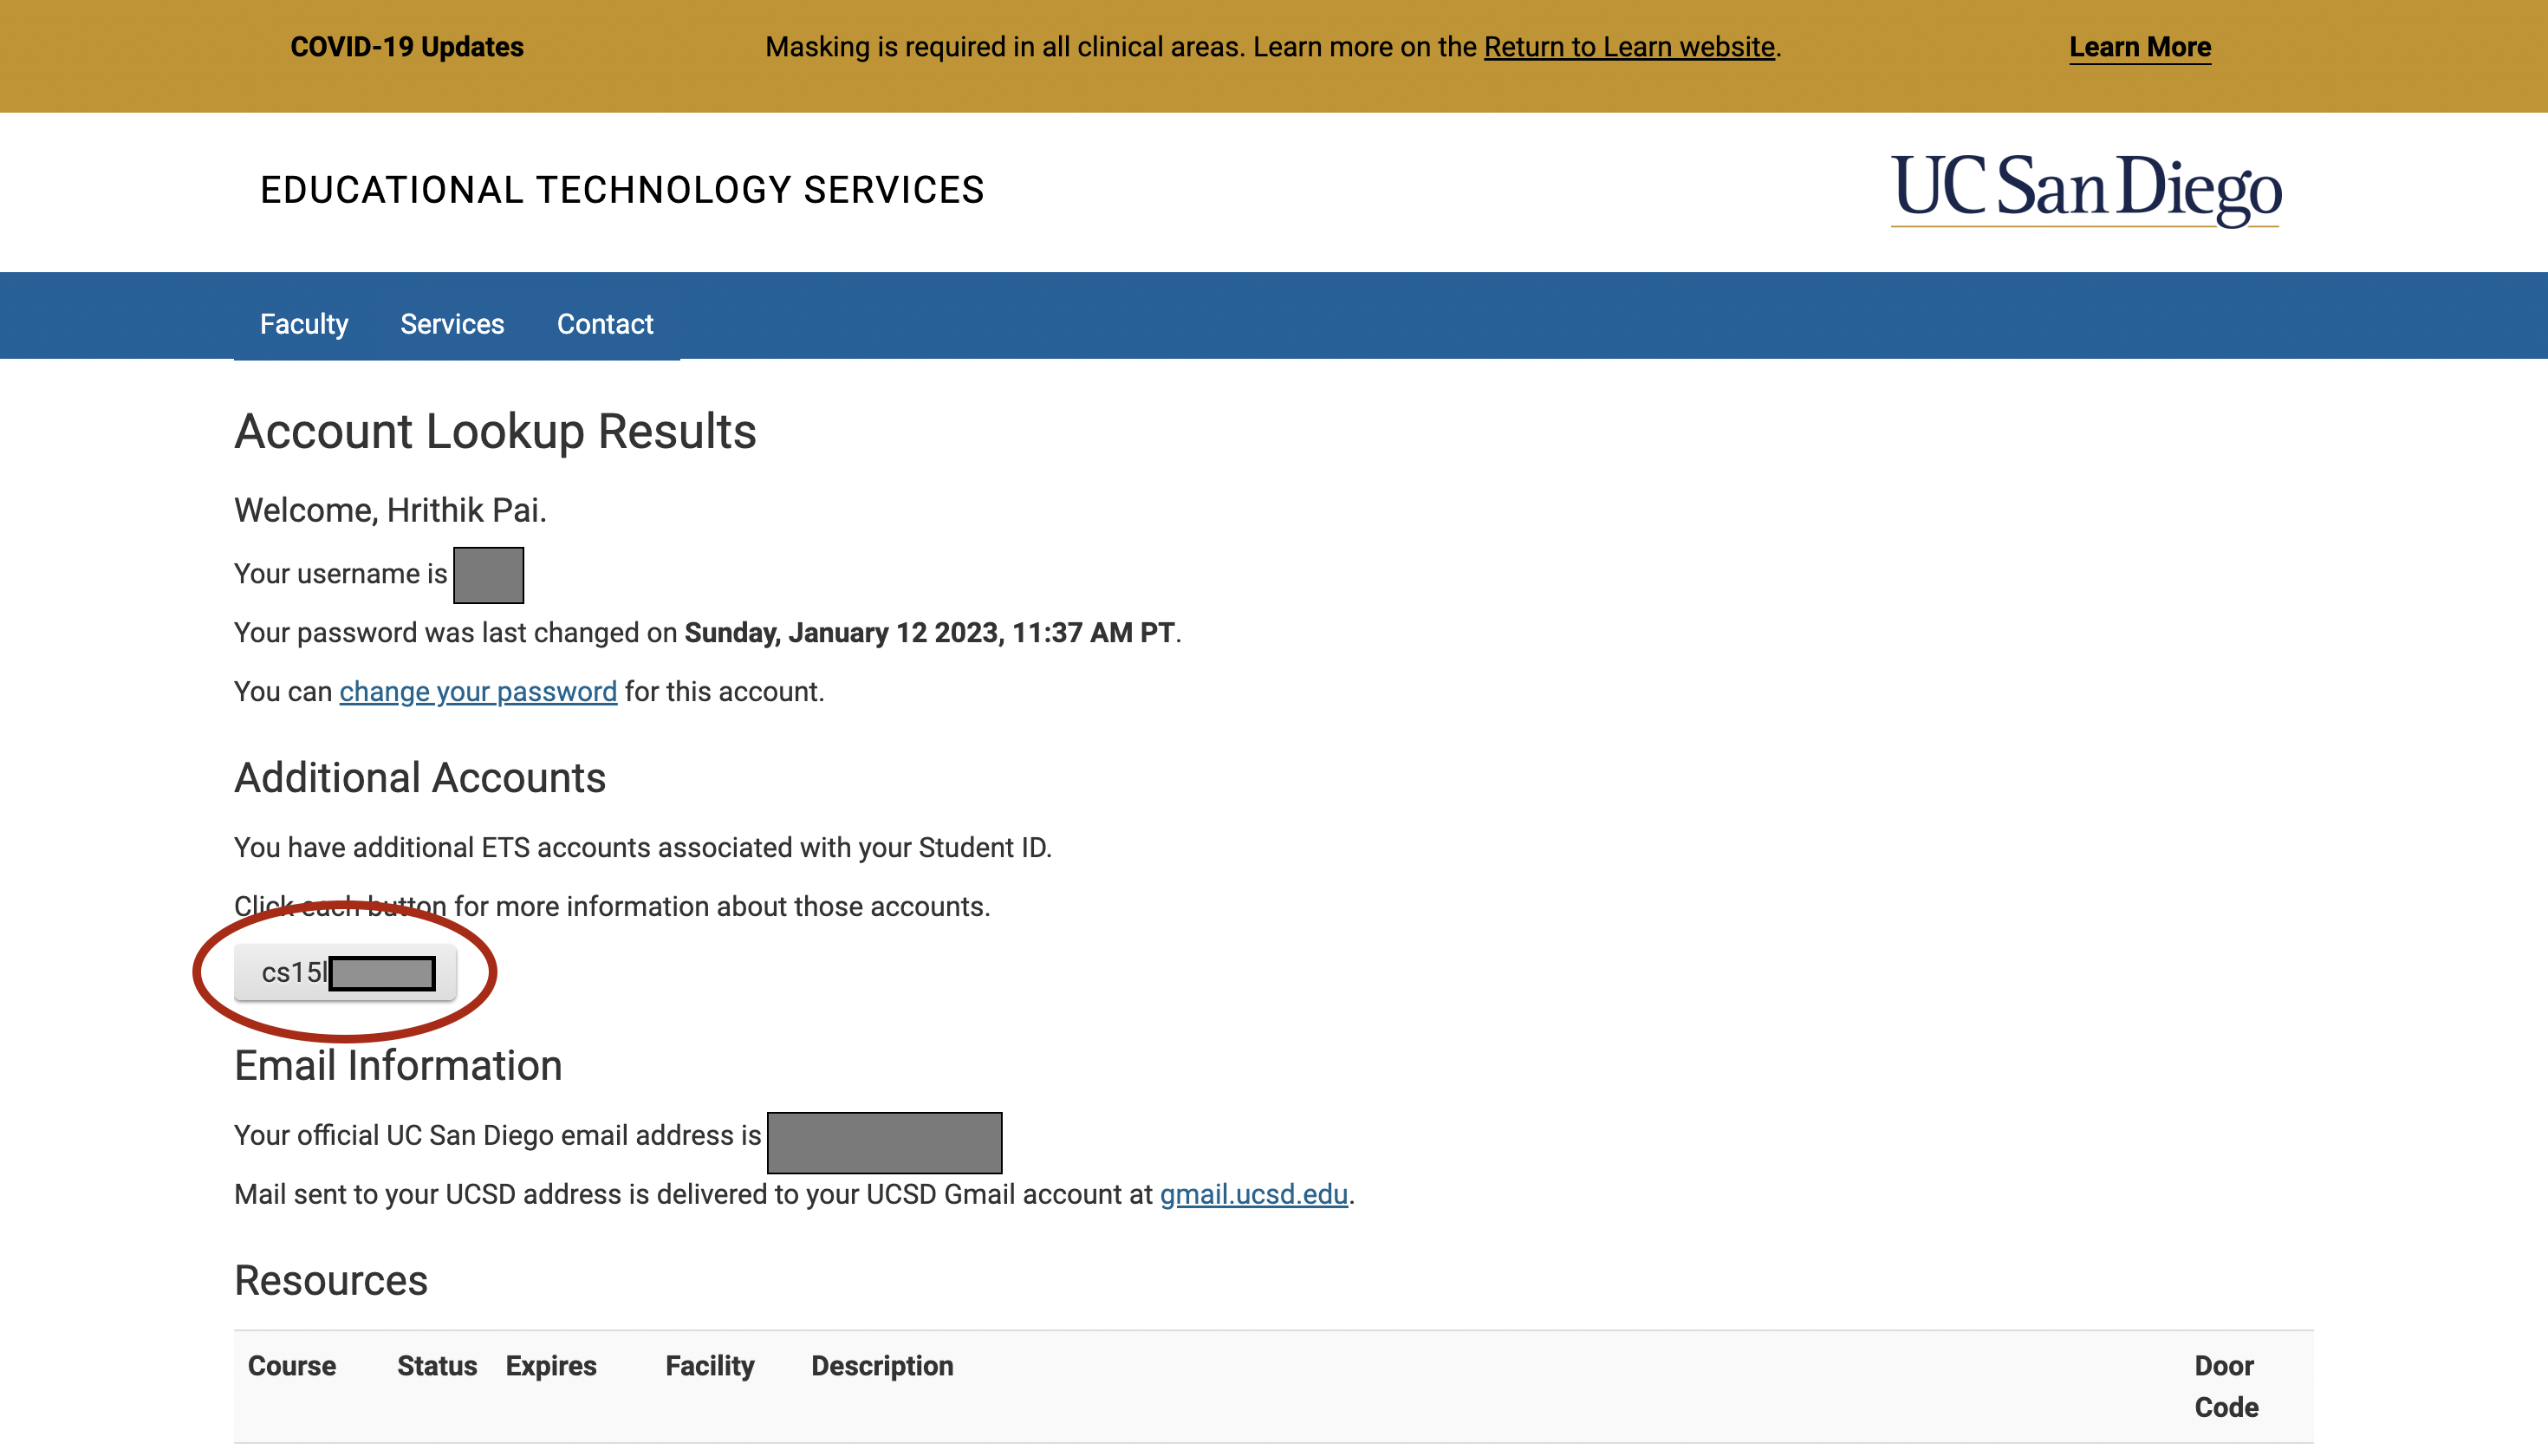 COVID-19 Updates Masking is required in all clinical areas. Learn more on the Return to Learn website. Learn More
EDUCATIONAL TECHNOLOGY SERVICES UC San Diego
Faculty Services Contact
Account Lookup Results
Welcome, Hrithik Pai.
Your username is
Your password was last changed on Sunday, January 12 2023, 11:37 AM PT.
You can change your password for this account.
Additional Accounts
You have additional ETS accounts associated with your Student ID.
Click each button for more information about those accounts.
cs15l
Email Information
Your official UC San Diego email address is
Mail sent to your UCSD address is delivered to your UCSD Gmail account at gmail.ucsd.edu.
Resources
Course Status Expires Facility Description Door
Code